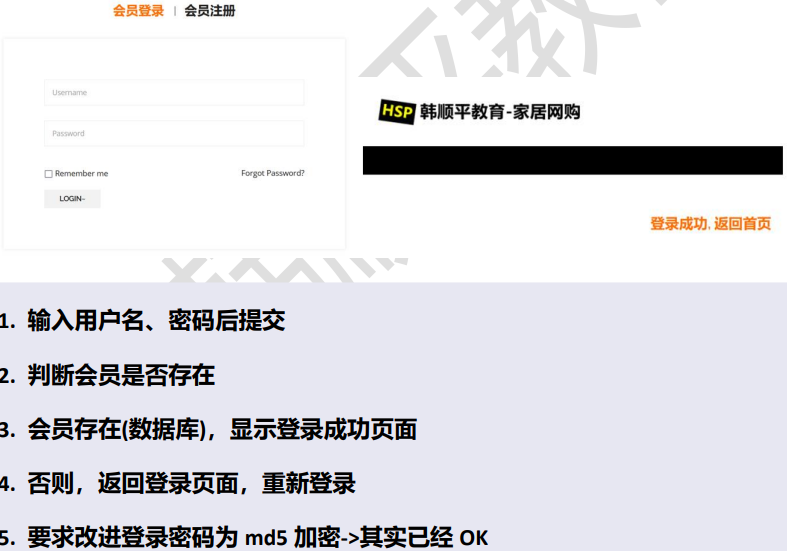 会员登录 | 会员注册
Username
Password
Remember me Forgot Password?
LOGIN-
HSP 韩顺平教育-家居网购
登录成功, 返回首页
1. 输入用户名、密码后提交
2. 判断会员是否存在
3. 会员存在(数据库)，显示登录成功页面
4. 否则，返回登录页面，重新登录
5. 要求改进登录密码为 md5 加密->其实已经 OK